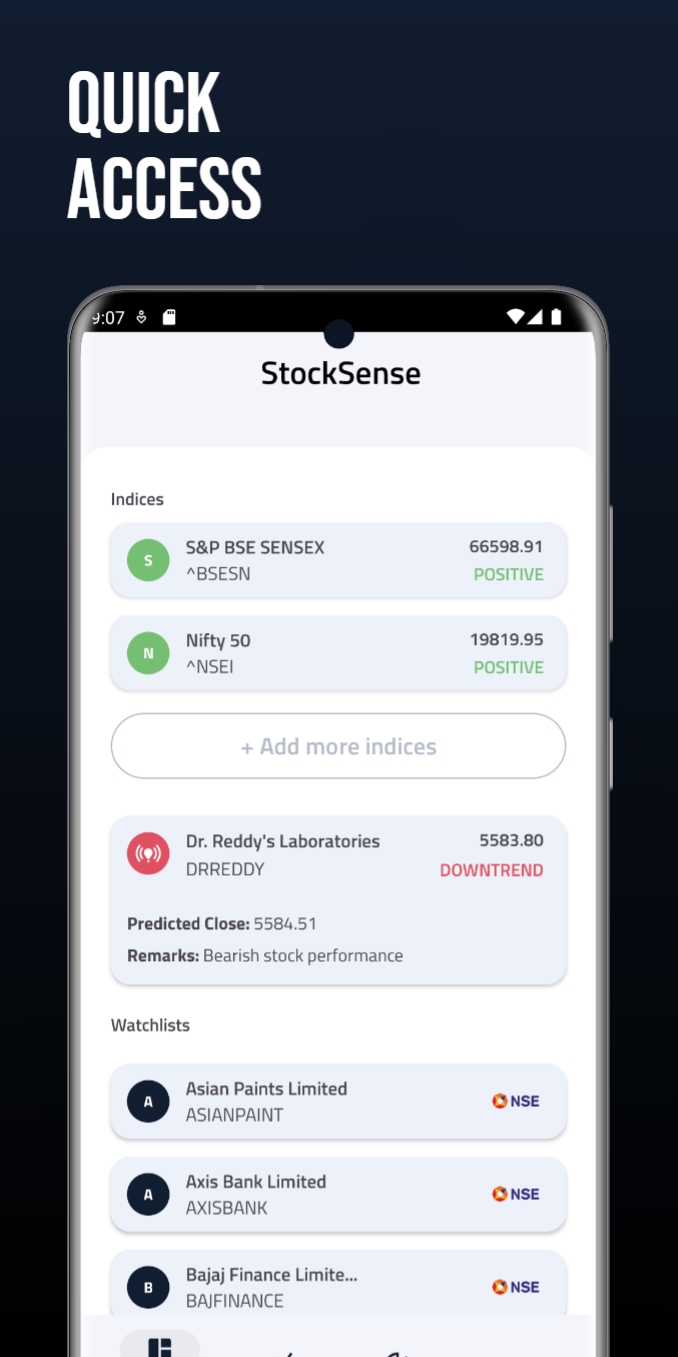 QUICK
ACCESS
9:07
StockSense
Indices
S
S&P BSE SENSEX
66598.91
^BSESN
POSITIVE
N
Nifty 50
19819.95
^NSEI
POSITIVE
+ Add more indices
Dr. Reddy's Laboratories
5583.80
DRREDDY
DOWNTREND
Predicted Close: 5584.51
Remarks: Bearish stock performance
Watchlists
A
Asian Paints Limited
ASIANPAINT
NSE
A
Axis Bank Limited
AXISBANK
NSE
B
Bajaj Finance Limite...
BAJFINANCE
NSE